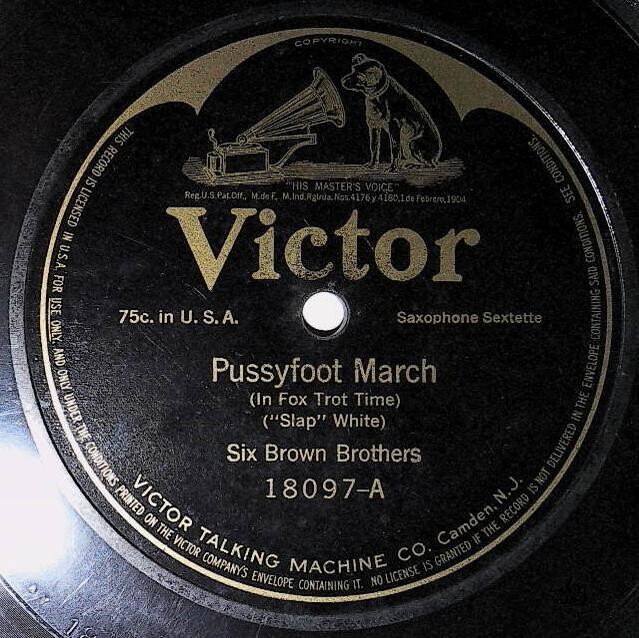 COPYRIGHT
"HIS MASTER'S VOICE"
Reg.U.S.Pat.Off., M.de F., M.Ind.Rgtrda.Nos.4176 y 4180,1 de Febrero,1904
Victor
75c. in U. S. A.
Saxophone Sextette
Pussyfoot March
(In Fox Trot Time)
("Slap" White)
Six Brown Brothers
18097-A
VICTOR TALKING MACHINE CO. Camden, N. J.
THIS RECORD IS LICENSED IN U.S.A. FOR USE ONLY, AND ONLY UNDER THE CONDITIONS PRINTED ON THE VICTOR COMPANY'S ENVELOPE CONTAINING IT. NO LICENSE IS GRANTED IF THE RECORD IS NOT DELIVERED IN THE ENVELOPE CONTAINING SAID CONDITIONS. SEE CONDITIONS.